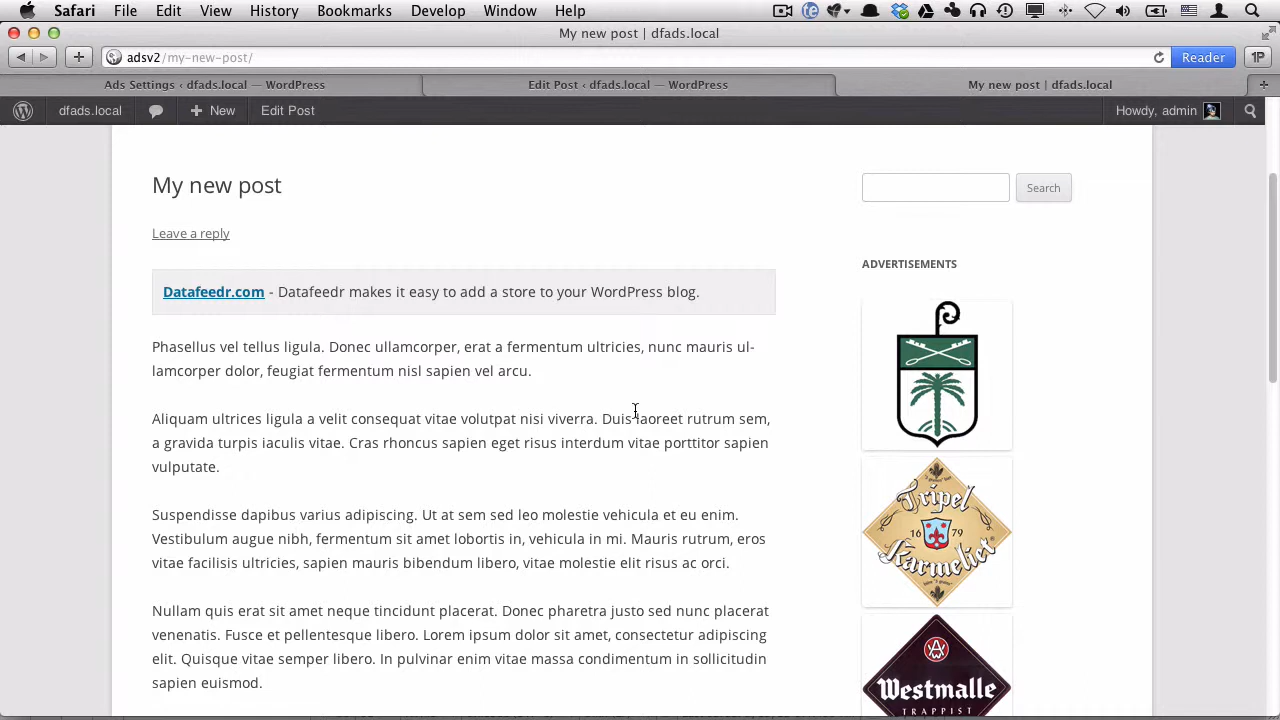 Safari File Edit View History Bookmarks Develop Window Help
My new post | dfads.local
adsv2/my-new-post/
Reader
1P
Ads Settings ‹ dfads.local — WordPress
Edit Post ‹ dfads.local — WordPress
My new post | dfads.local
dfads.local
New
Edit Post
Howdy, admin
My new post
Search
Leave a reply
ADVERTISEMENTS
Datafeedr.com - Datafeedr makes it easy to add a store to your WordPress blog.
Phasellus vel tellus ligula. Donec ullamcorper, erat a fermentum ultricies, nunc mauris ul-
lamcorper dolor, feugiat fermentum nisl sapien vel arcu.
Aliquam ultrices ligula a velit consequat vitae volutpat nisi viverra. Duis laoreet rutrum sem,
a gravida turpis iaculis vitae. Cras rhoncus sapien eget risus interdum vitae porttitor sapien
vulputate.
Suspendisse dapibus varius adipiscing. Ut at sem sed leo molestie vehicula et eu enim.
Vestibulum augue nibh, fermentum sit amet lobortis in, vehicula in mi. Mauris rutrum, eros
vitae facilisis ultricies, sapien mauris bibendum libero, vitae molestie elit risus ac orci.
Nullam quis erat sit amet neque tincidunt placerat. Donec pharetra justo sed nunc placerat
venenatis. Fusce et pellentesque libero. Lorem ipsum dolor sit amet, consectetur adipiscing
elit. Quisque vitae semper libero. In pulvinar enim vitae massa condimentum in sollicitudin
sapien euismod.
Tripel
16 79
Karmeliet
Westmalle
TRAPPIST